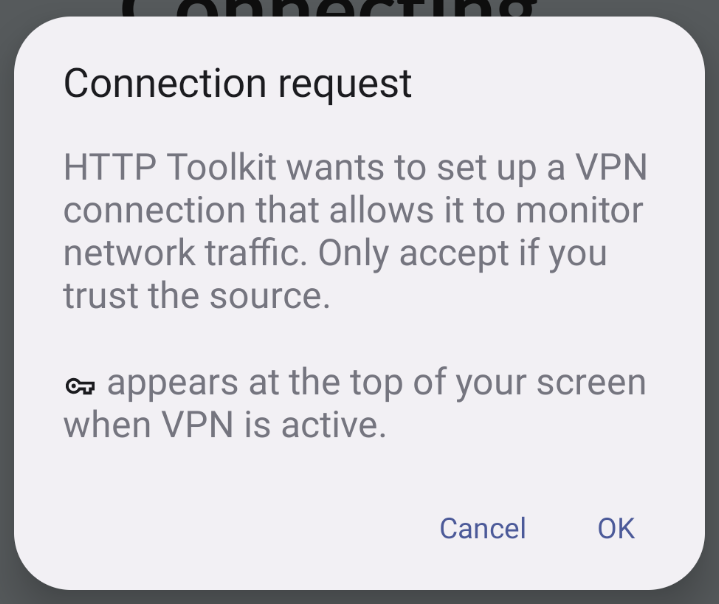 Connecting
Connection request
HTTP Toolkit wants to set up a VPN
connection that allows it to monitor
network traffic. Only accept if you
trust the source.
appears at the top of your screen
when VPN is active.
Cancel OK